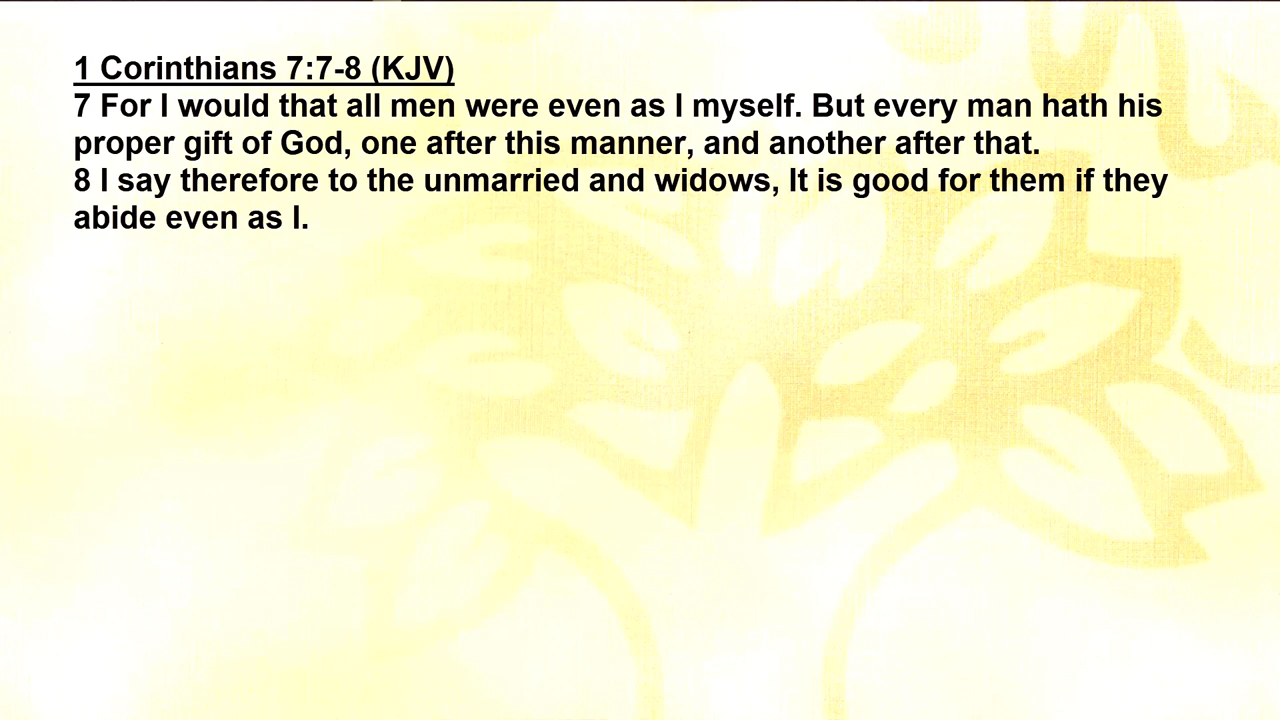 1 Corinthians 7:7-8 (KJV)
7 For I would that all men were even as I myself. But every man hath his
proper gift of God, one after this manner, and another after that.
8 I say therefore to the unmarried and widows, It is good for them if they
abide even as I.